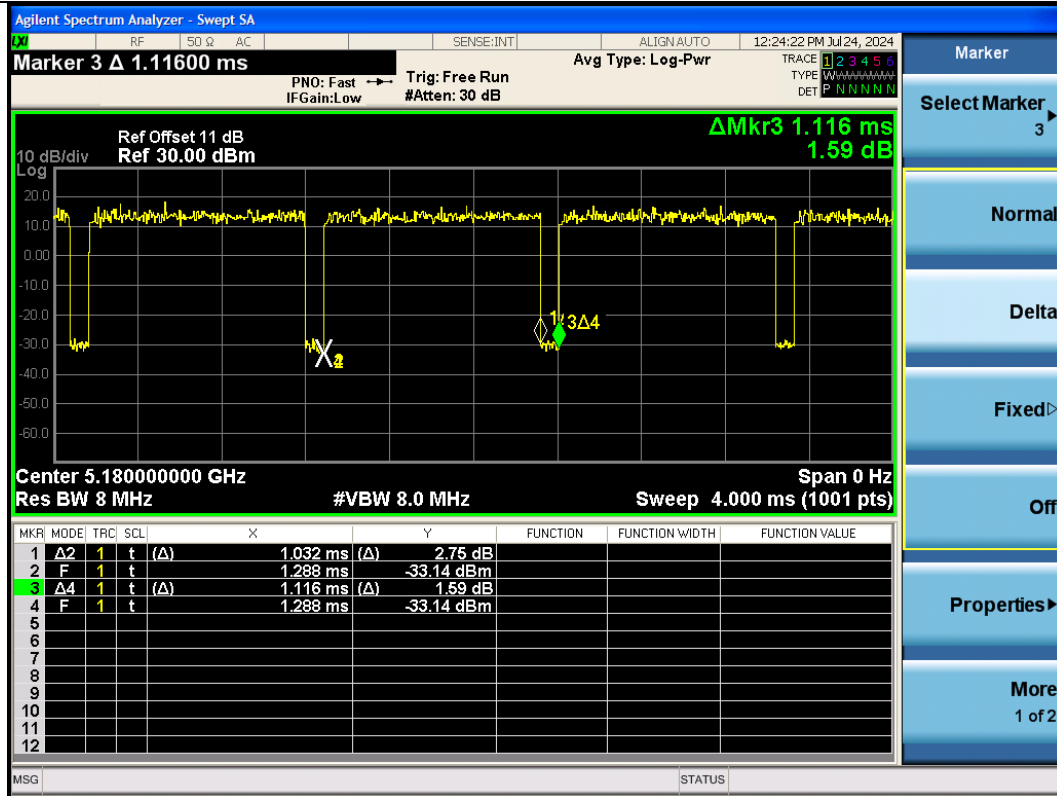 Agilent Spectrum Analyzer - Swept SA
LXI RF 50 Ω AC SENSE:INT ALIGN AUTO 12:24:22 PM Jul 24, 2024
Marker 3 Δ 1.11600 ms
PNO: Fast
IFGain:Low
Trig: Free Run
#Atten: 30 dB
Avg Type: Log-Pwr
TRACE 1 2 3 4 5 6
TYPE
DET P N N N N N
ΔMkr3 1.116 ms
1.59 dB
Ref Offset 11 dB
10 dB/div Ref 30.00 dBm
Log
20.0
10.0
0.00
-10.0
-20.0
-30.0
-40.0
-50.0
-60.0
3Δ4
Center 5.180000000 GHz Span 0 Hz
Res BW 8 MHz #VBW 8.0 MHz Sweep 4.000 ms (1001 pts)
MKR MODE TRC SCL X Y FUNCTION FUNCTION WIDTH FUNCTION VALUE
1 Δ2 1 t (Δ) 1.032 ms (Δ) 2.75 dB
2 F 1 t 1.288 ms -33.14 dBm
3 Δ4 1 t (Δ) 1.116 ms (Δ) 1.59 dB
4 F 1 t 1.288 ms -33.14 dBm
5
6
7
8
9
10
11
12
MSG STATUS
Marker
Select Marker
3
Normal
Delta
Fixed
Off
Properties
More
1 of 2